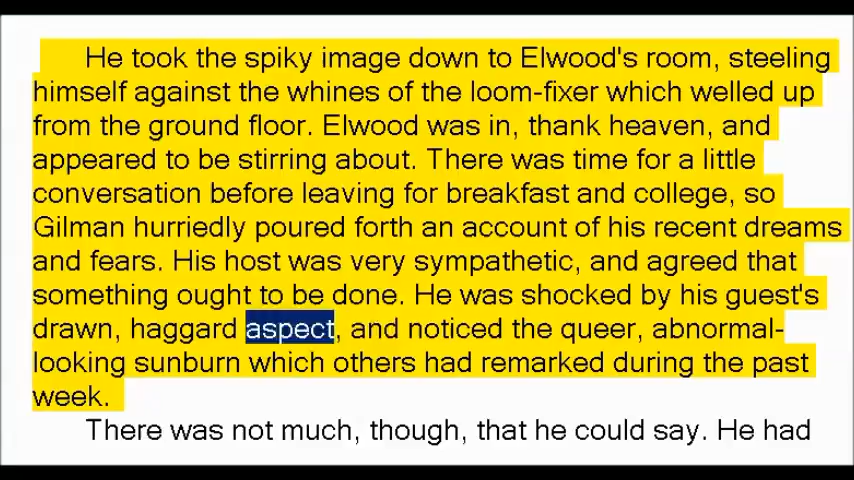 He took the spiky image down to Elwood's room, steeling
himself against the whines of the loom-fixer which welled up
from the ground floor. Elwood was in, thank heaven, and
appeared to be stirring about. There was time for a little
conversation before leaving for breakfast and college, so
Gilman hurriedly poured forth an account of his recent dreams
and fears. His host was very sympathetic, and agreed that
something ought to be done. He was shocked by his guest's
drawn, haggard aspect, and noticed the queer, abnormal-
looking sunburn which others had remarked during the past
week.
There was not much, though, that he could say. He had